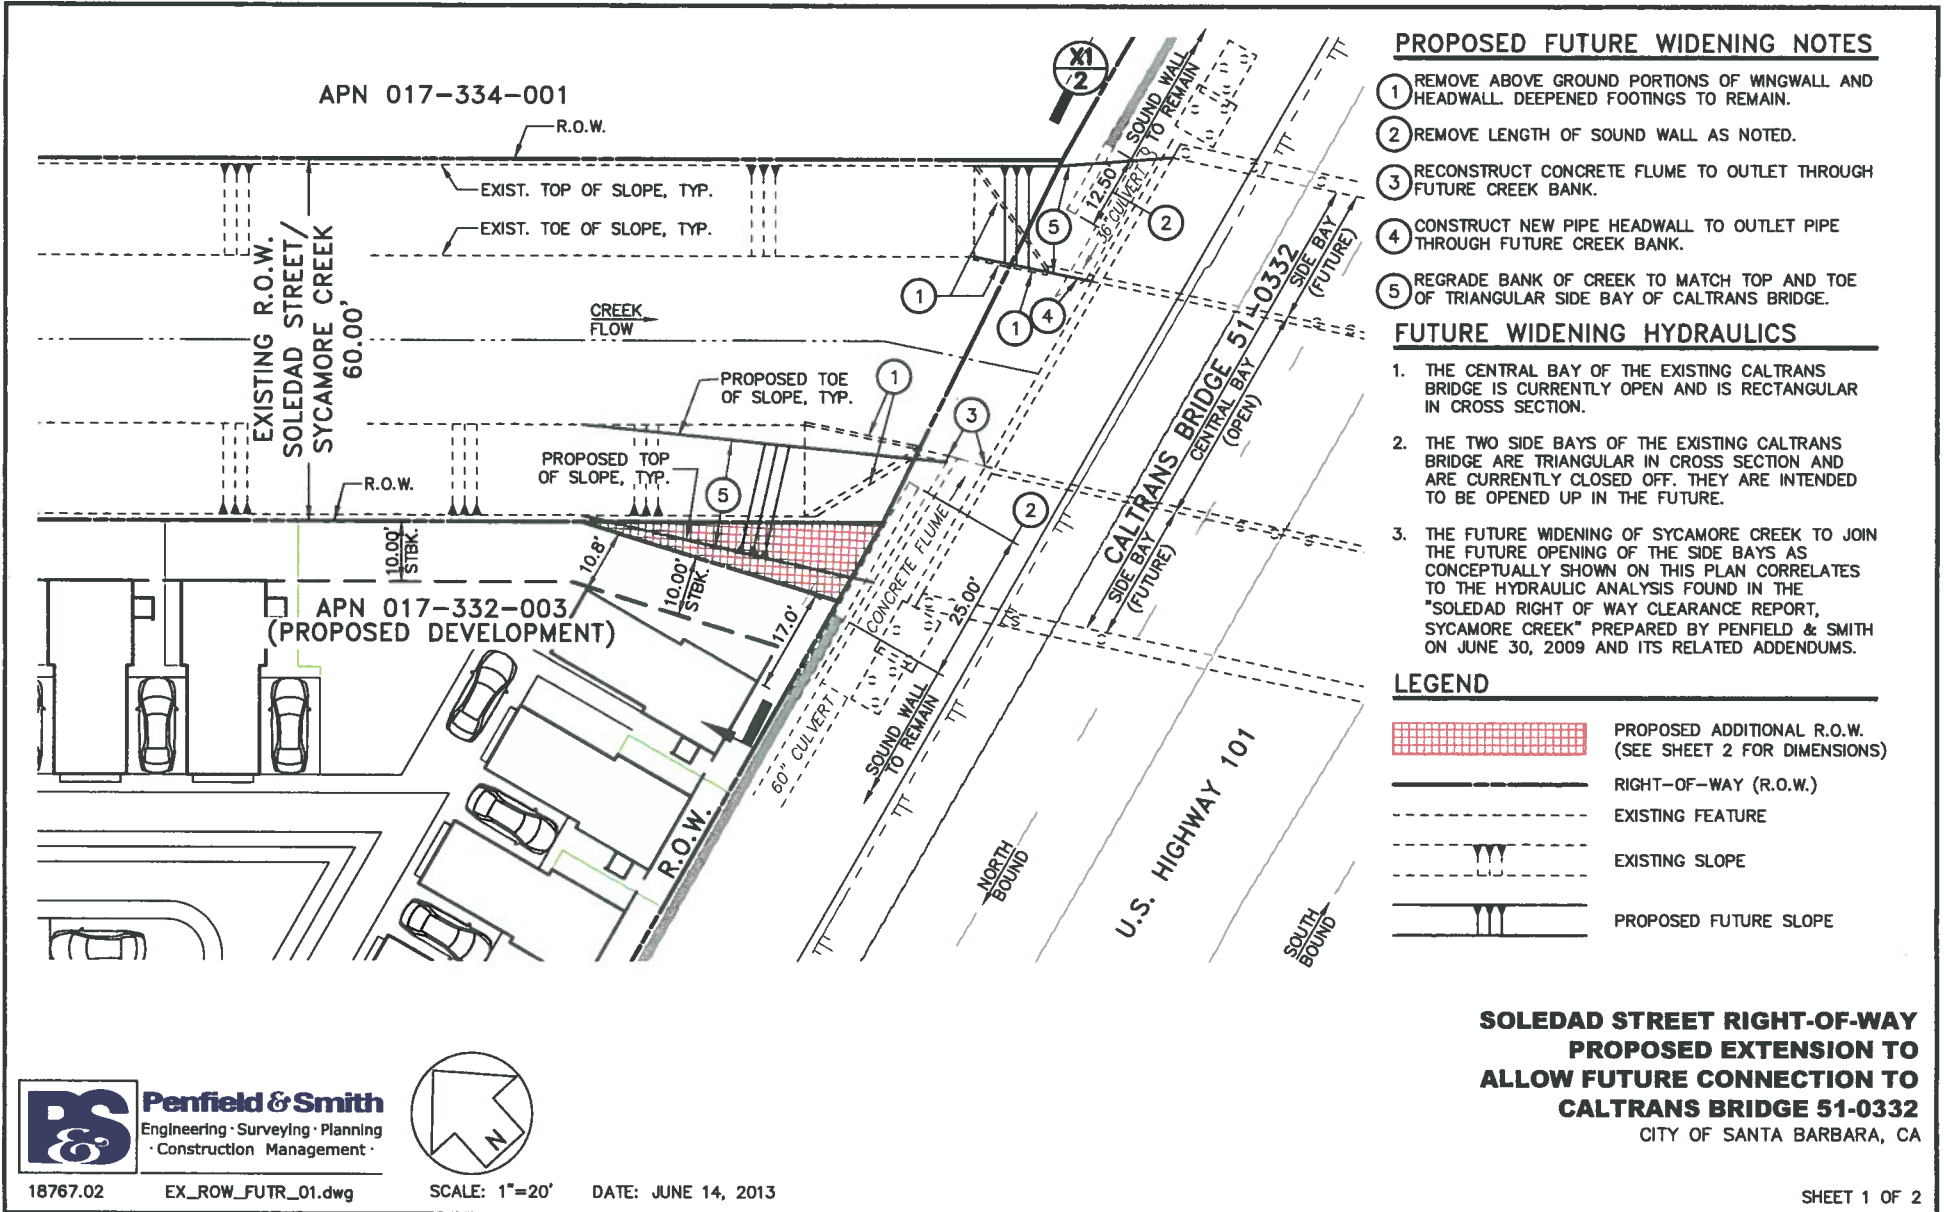 APN 017-334-001
R.O.W.
EXIST. TOP OF SLOPE, TYP.
EXIST. TOE OF SLOPE, TYP.
EXISTING R.O.W.
SOLEDAD STREET/
SYCAMORE CREEK
60.00'
CREEK
FLOW
X1
2
SOUND WALL
TO REMAIN
12.50'
36" CULVERT
5
2
1
1
4
PROPOSED TOE
OF SLOPE, TYP.
1
3
PROPOSED TOP
OF SLOPE, TYP.
5
2
R.O.W.
10.00'
STBK.
10.8'
10.00'
STBK.
17.0'
APN 017-332-003
(PROPOSED DEVELOPMENT)
CONCRETE FLUME
25.00'
60" CULVERT
SOUND WALL
TO REMAIN
R.O.W.
CALTRANS BRIDGE 51-0332
SIDE BAY
(FUTURE)
CENTRAL BAY
(OPEN)
SIDE BAY
(FUTURE)
NORTH
BOUND
U.S. HIGHWAY 101
SOUTH
BOUND
PROPOSED FUTURE WIDENING NOTES
1 REMOVE ABOVE GROUND PORTIONS OF WINGWALL AND
HEADWALL. DEEPENED FOOTINGS TO REMAIN.
2 REMOVE LENGTH OF SOUND WALL AS NOTED.
3 RECONSTRUCT CONCRETE FLUME TO OUTLET THROUGH
FUTURE CREEK BANK.
4 CONSTRUCT NEW PIPE HEADWALL TO OUTLET PIPE
THROUGH FUTURE CREEK BANK.
5 REGRADE BANK OF CREEK TO MATCH TOP AND TOE
OF TRIANGULAR SIDE BAY OF CALTRANS BRIDGE.
FUTURE WIDENING HYDRAULICS
1. THE CENTRAL BAY OF THE EXISTING CALTRANS
BRIDGE IS CURRENTLY OPEN AND IS RECTANGULAR
IN CROSS SECTION.
2. THE TWO SIDE BAYS OF THE EXISTING CALTRANS
BRIDGE ARE TRIANGULAR IN CROSS SECTION AND
ARE CURRENTLY CLOSED OFF. THEY ARE INTENDED
TO BE OPENED UP IN THE FUTURE.
3. THE FUTURE WIDENING OF SYCAMORE CREEK TO JOIN
THE FUTURE OPENING OF THE SIDE BAYS AS
CONCEPTUALLY SHOWN ON THIS PLAN CORRELATES
TO THE HYDRAULIC ANALYSIS FOUND IN THE
"SOLEDAD RIGHT OF WAY CLEARANCE REPORT,
SYCAMORE CREEK" PREPARED BY PENFIELD & SMITH
ON JUNE 30, 2009 AND ITS RELATED ADDENDUMS.
LEGEND
PROPOSED ADDITIONAL R.O.W.
(SEE SHEET 2 FOR DIMENSIONS)
RIGHT-OF-WAY (R.O.W.)
EXISTING FEATURE
EXISTING SLOPE
PROPOSED FUTURE SLOPE
SOLEDAD STREET RIGHT-OF-WAY
PROPOSED EXTENSION TO
ALLOW FUTURE CONNECTION TO
CALTRANS BRIDGE 51-0332
CITY OF SANTA BARBARA, CA
P&S
Penfield & Smith
Engineering · Surveying · Planning
· Construction Management ·
N
18767.02
EX_ROW_FUTR_01.dwg
SCALE: 1"=20'
DATE: JUNE 14, 2013
SHEET 1 OF 2